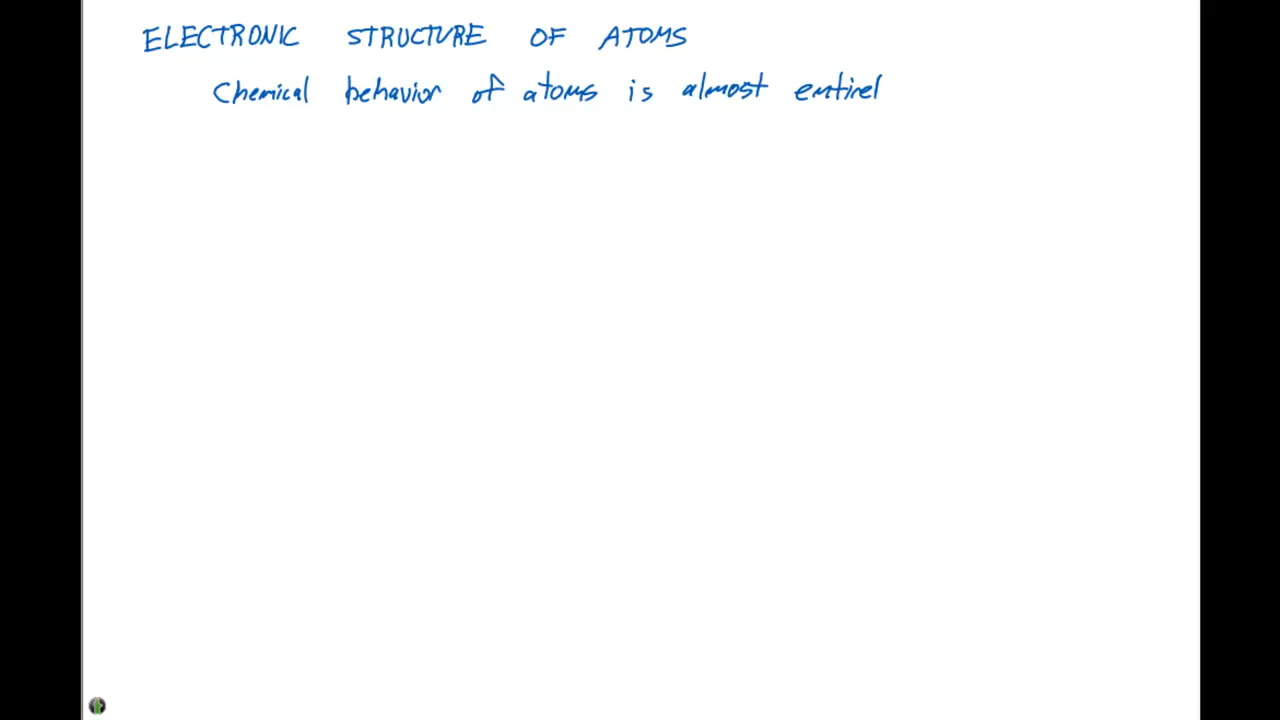 ELECTRONIC STRUCTURE OF ATOMS
Chemical behavior of atoms is almost entirel